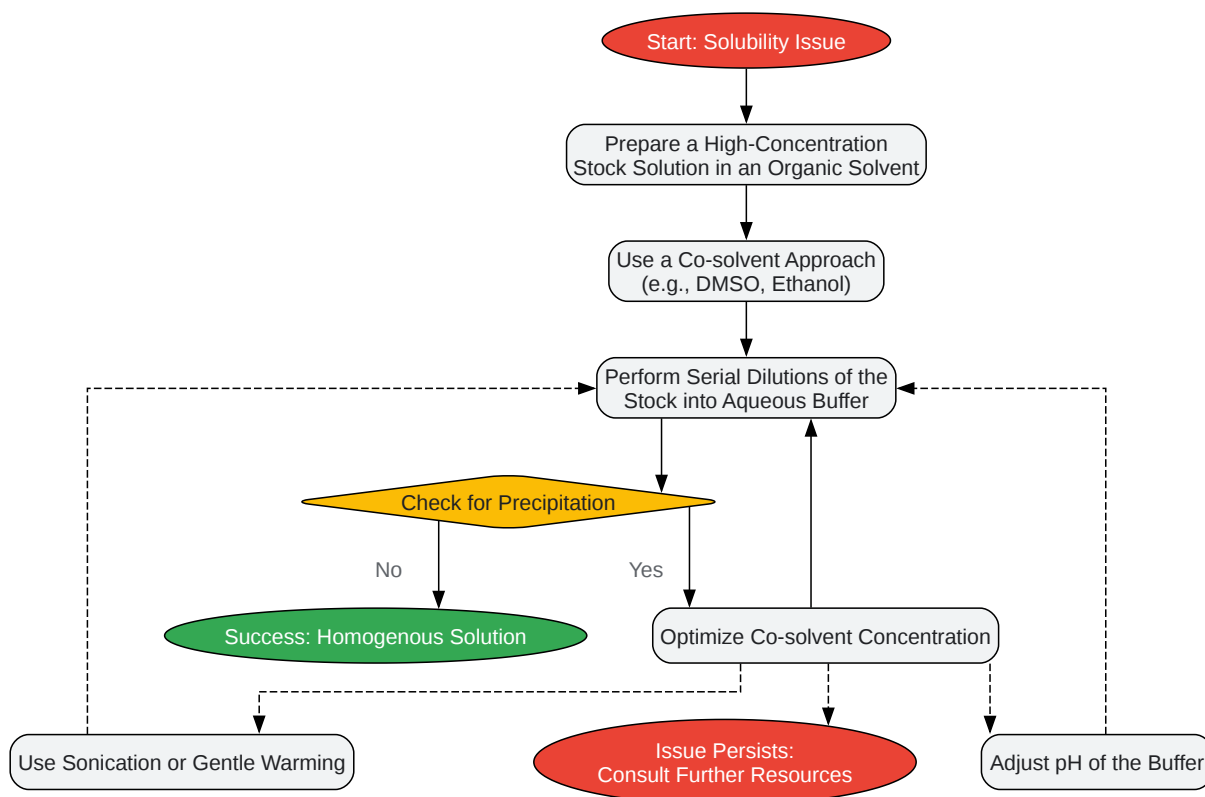 Start: Solubility Issue
Prepare a High-Concentration
Stock Solution in an Organic Solvent
Use a Co-solvent Approach
(e.g., DMSO, Ethanol)
Perform Serial Dilutions of the
Stock into Aqueous Buffer
Check for Precipitation
No
Yes
Success: Homogenous Solution
Optimize Co-solvent Concentration
Use Sonication or Gentle Warming
Issue Persists:
Consult Further Resources
Adjust pH of the Buffer